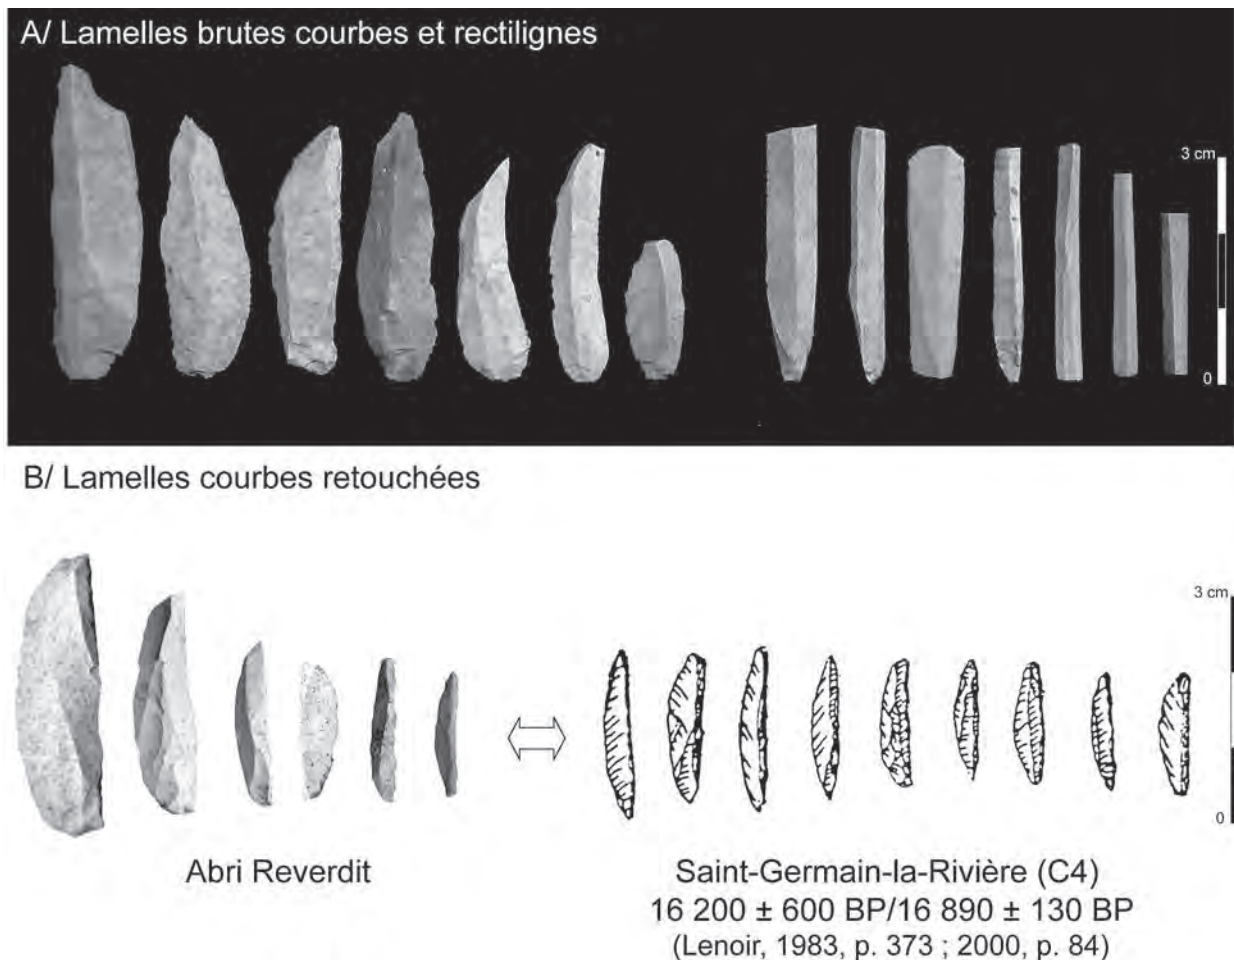 A/ Lamelles brutes courbes et rectilignes
3 cm
0
B/ Lamelles courbes retouchées
3 cm
0
Abri Reverdit
Saint-Germain-la-Rivière (C4)
16 200 ± 600 BP/16 890 ± 130 BP
(Lenoir, 1983, p. 373 ; 2000, p. 84)